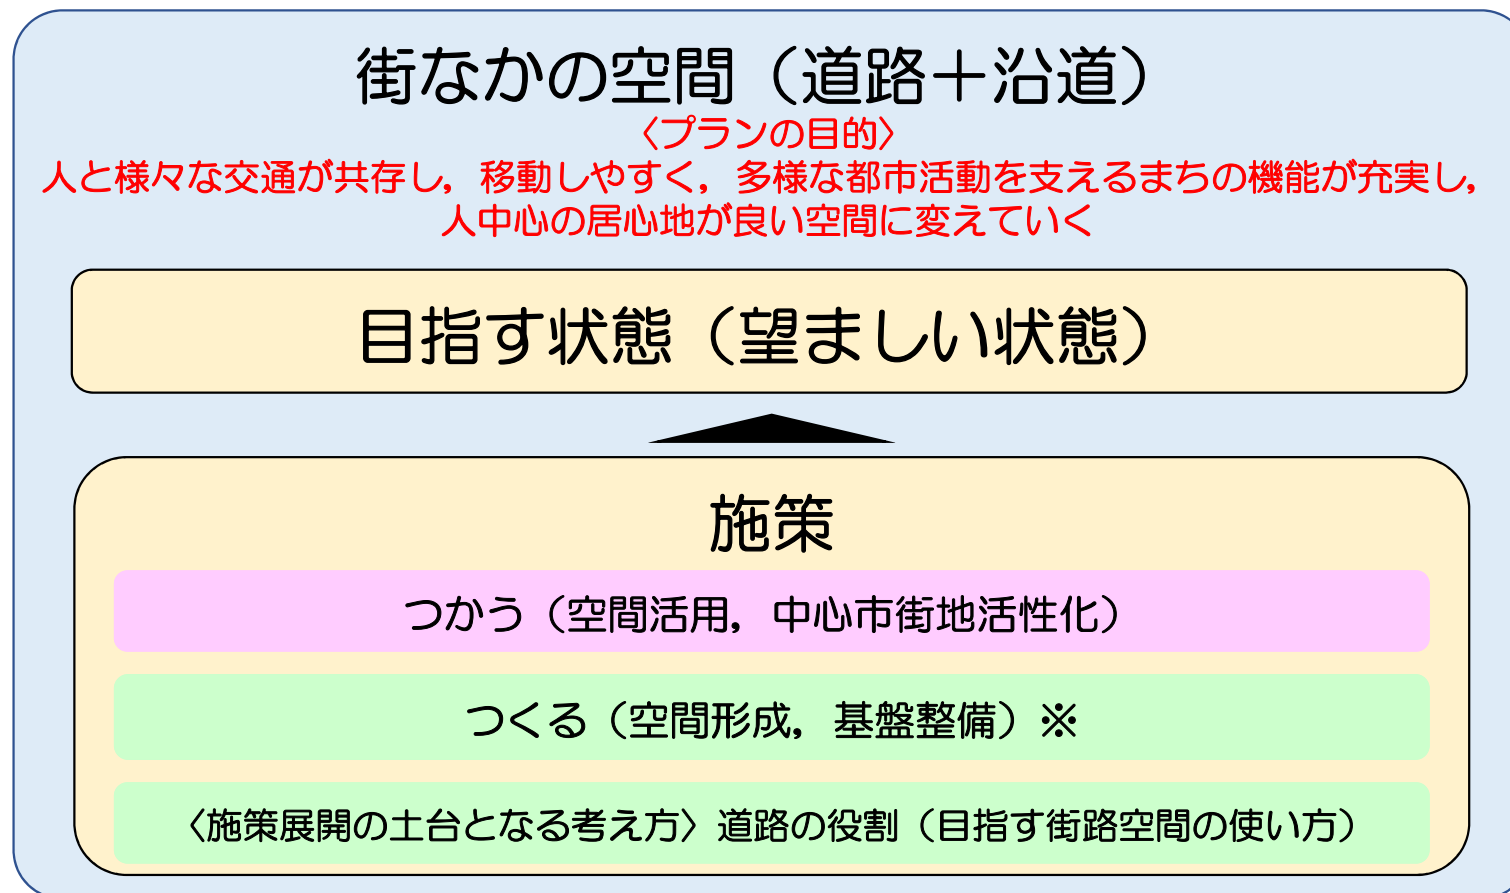 街なかの空間（道路＋沿道）
〈プランの目的〉
人と様々な交通が共存し，移動しやすく，多様な都市活動を支えるまちの機能が充実し，
人中心の居心地が良い空間に変えていく
目指す状態（望ましい状態）
施策
つかう（空間活用，中心市街地活性化）
つくる（空間形成，基盤整備）※
〈施策展開の土台となる考え方〉道路の役割（目指す街路空間の使い方）